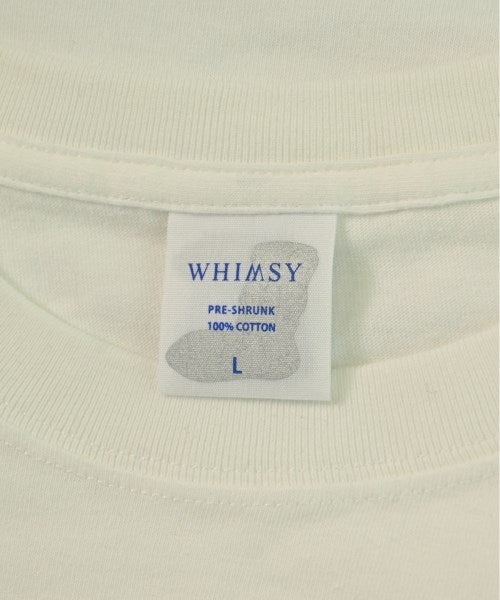 WHIMSY
PRE-SHRUNK
100% COTTON
L